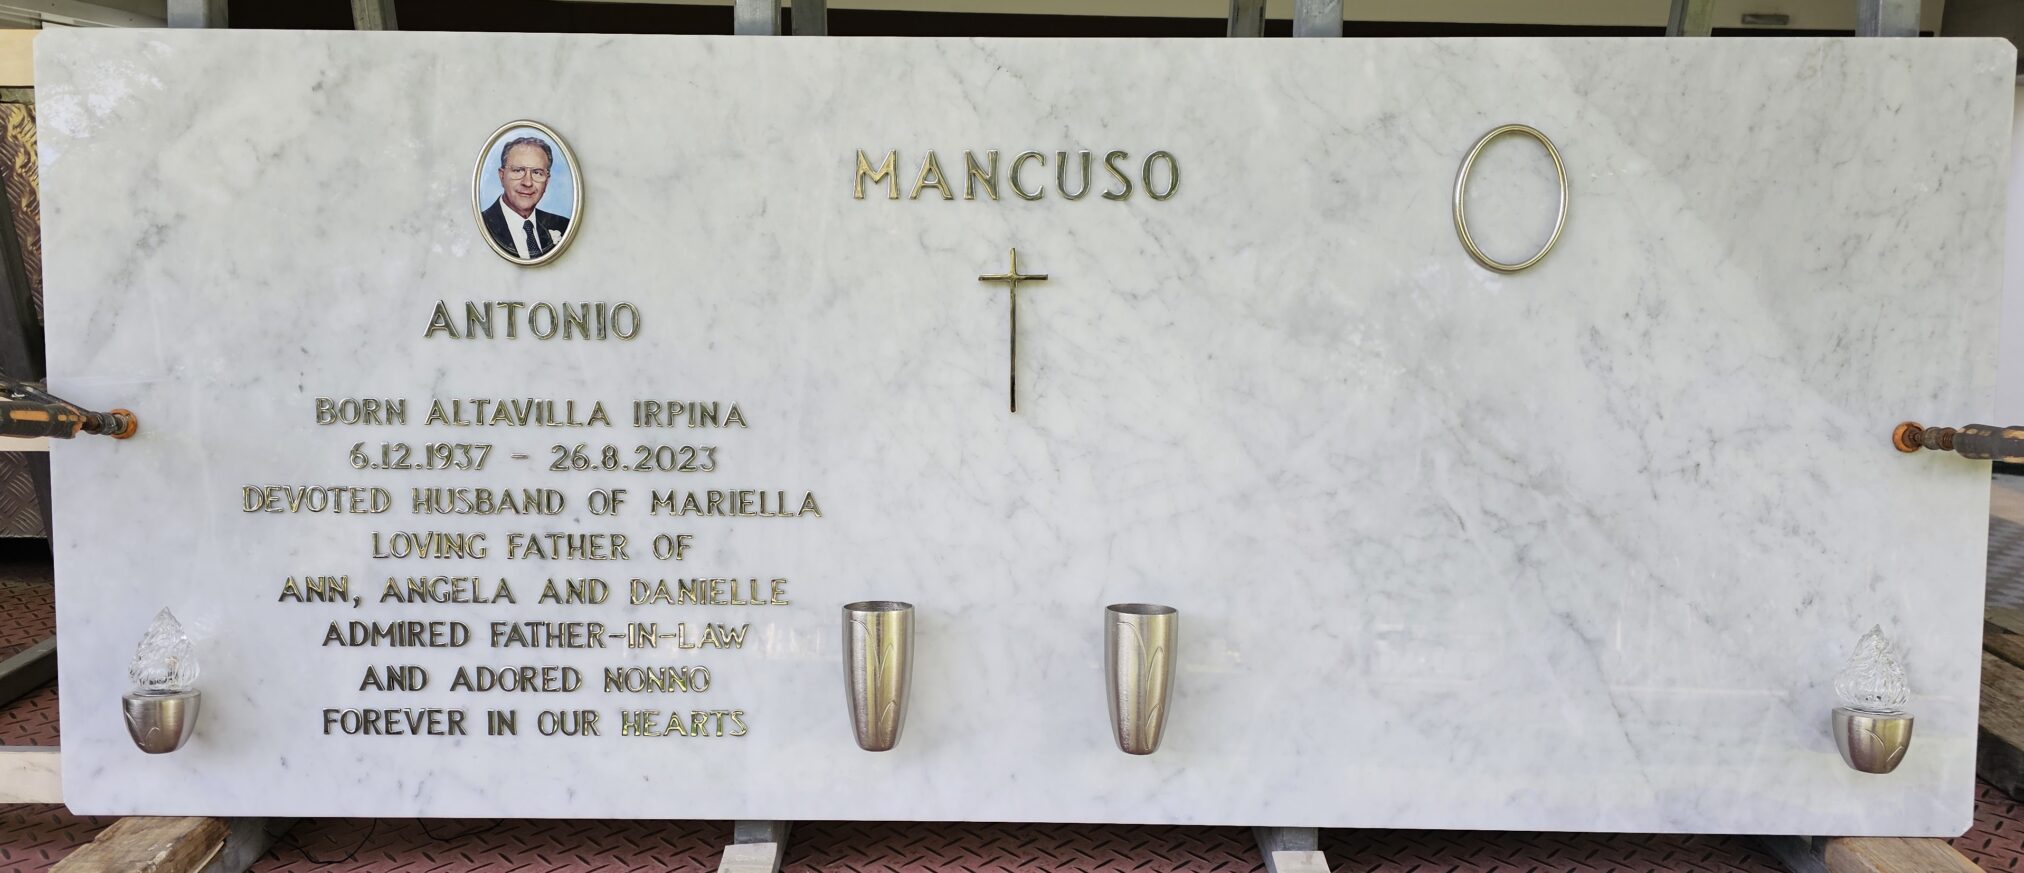 MANCUSO
ANTONIO
BORN ALTAVILLA IRPINA
6.12.1937 - 26.8.2023
DEVOTED HUSBAND OF MARIELLA
LOVING FATHER OF
ANN, ANGELA AND DANIELLE
ADMIRED FATHER-IN-LAW
AND ADORED NONNO
FOREVER IN OUR HEARTS